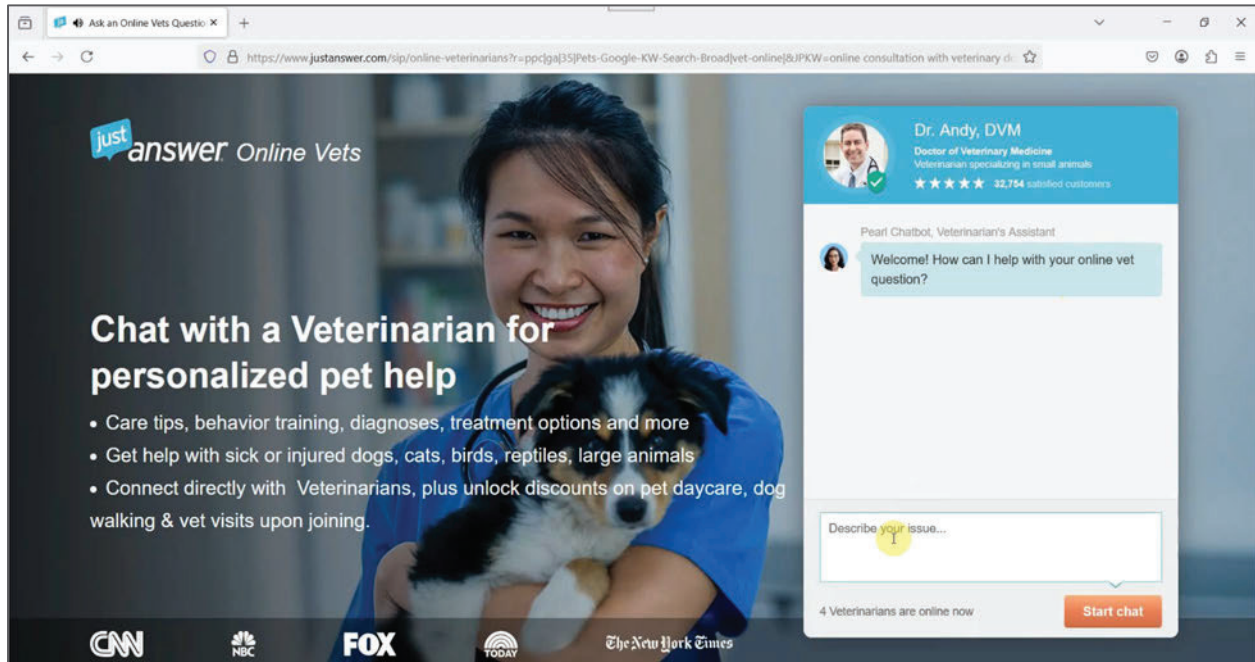 Ask an Online Vets Questio
https://www.justanswer.com/sip/online-veterinarians?r=ppc|ga|35|Pets-Google-KW-Search-Broad|vet-online|&JPKW=online consultation with veterinary d
just answer Online Vets
Chat with a Veterinarian for
personalized pet help
• Care tips, behavior training, diagnoses, treatment options and more
• Get help with sick or injured dogs, cats, birds, reptiles, large animals
• Connect directly with Veterinarians, plus unlock discounts on pet daycare, dog
walking & vet visits upon joining.
CNN
NBC
FOX
TODAY
The New York Times
Dr. Andy, DVM
Doctor of Veterinary Medicine
Veterinarian specializing in small animals
32,754 satisfied customers
Pearl Chatbot, Veterinarian's Assistant
Welcome! How can I help with your online vet
question?
Describe your issue...
4 Veterinarians are online now
Start chat